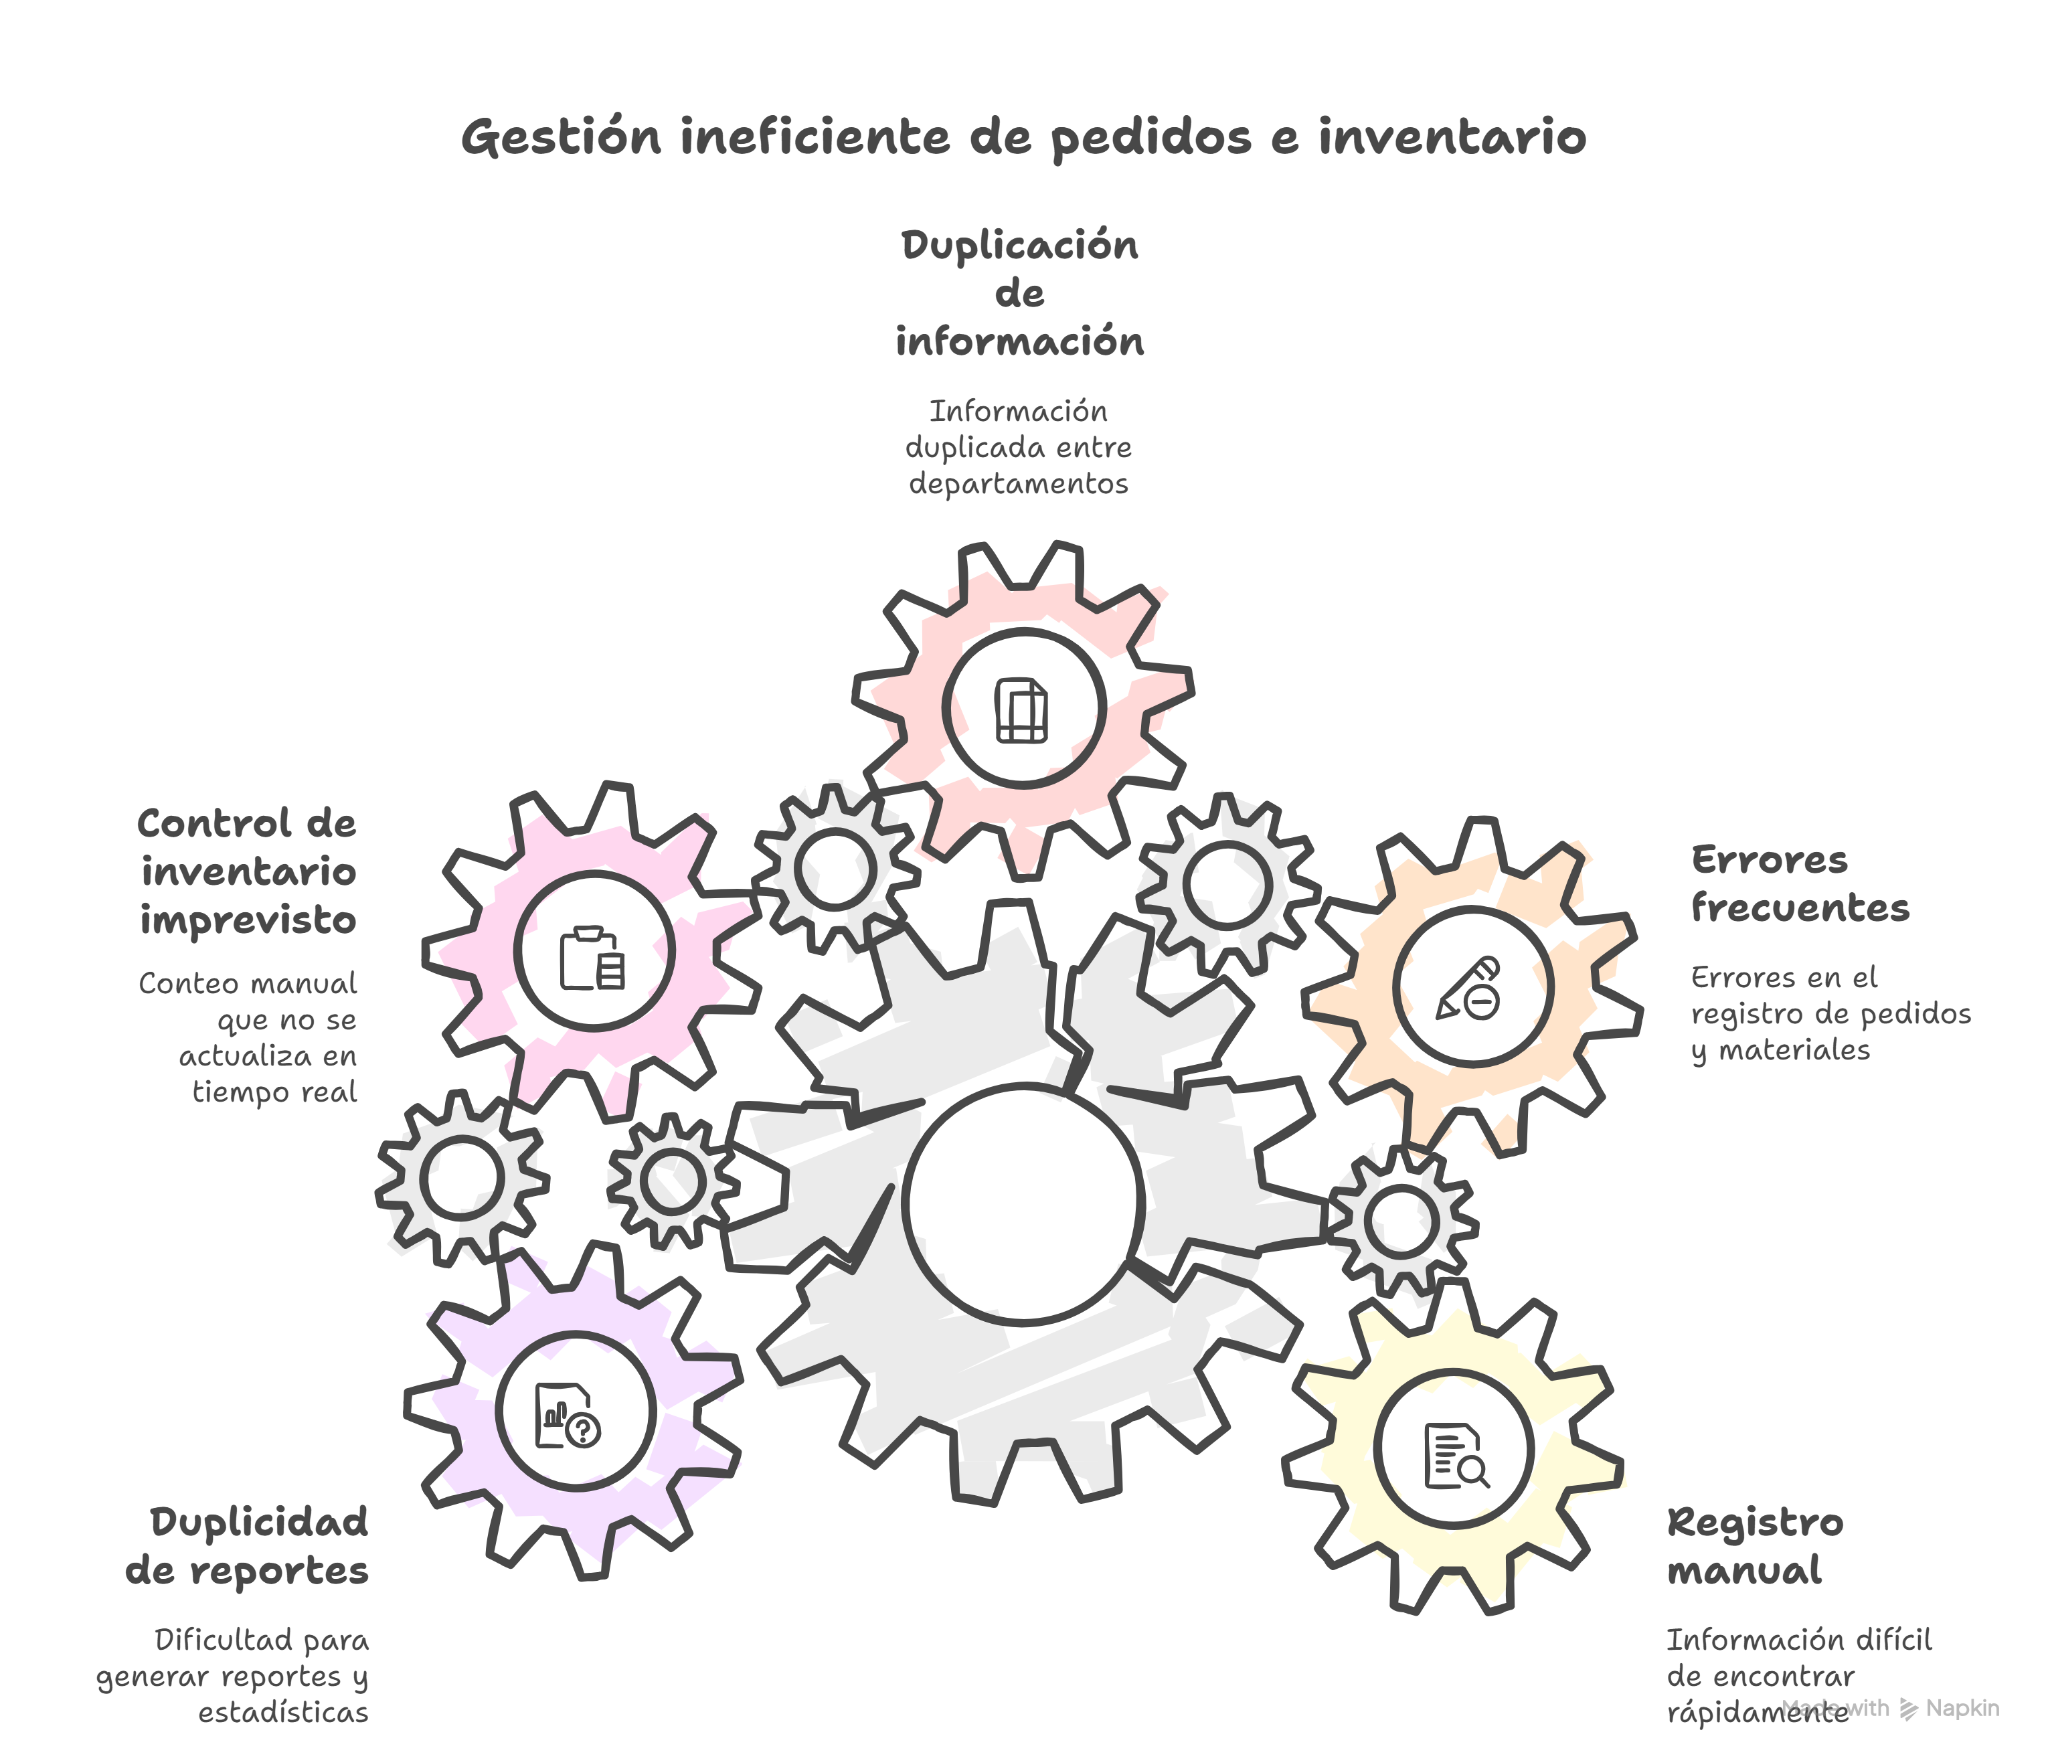 Gestión ineficiente de pedidos e inventario
Duplicación
de
información
Información
duplicada entre
departamentos
Control de
inventario
imprevisto
Conteo manual
que no se
actualiza en
tiempo real
Errores
frecuentes
Errores en el
registro de pedidos
y materiales
Duplicidad
de reportes
Dificultad para
generar reportes y
estadísticas
Registro
manual
Información difícil
de encontrar
rápidamente
Made with Napkin